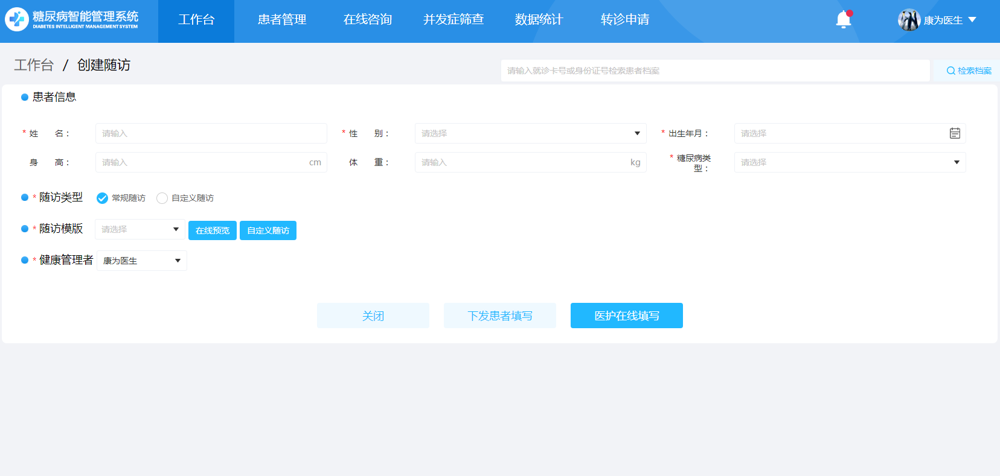 糖尿病智能管理系统
DIABETES INTELLIGENT MANAGEMENT SYSTEM
工作台 患者管理 在线咨询 并发症筛查 数据统计 转诊申请 康为医生
工作台 / 创建随访
请输入就诊卡号或身份证号检索患者档案 检索档案
患者信息
* 姓 名： 请输入 * 性 别： 请选择 * 出生年月： 请选择
身 高： 请输入 cm 体 重： 请输入 kg * 糖尿病类型： 请选择
* 随访类型 常规随访 自定义随访
* 随访模版 请选择 在线预览 自定义随访
* 健康管理者 康为医生
关闭 下发患者填写 医护在线填写